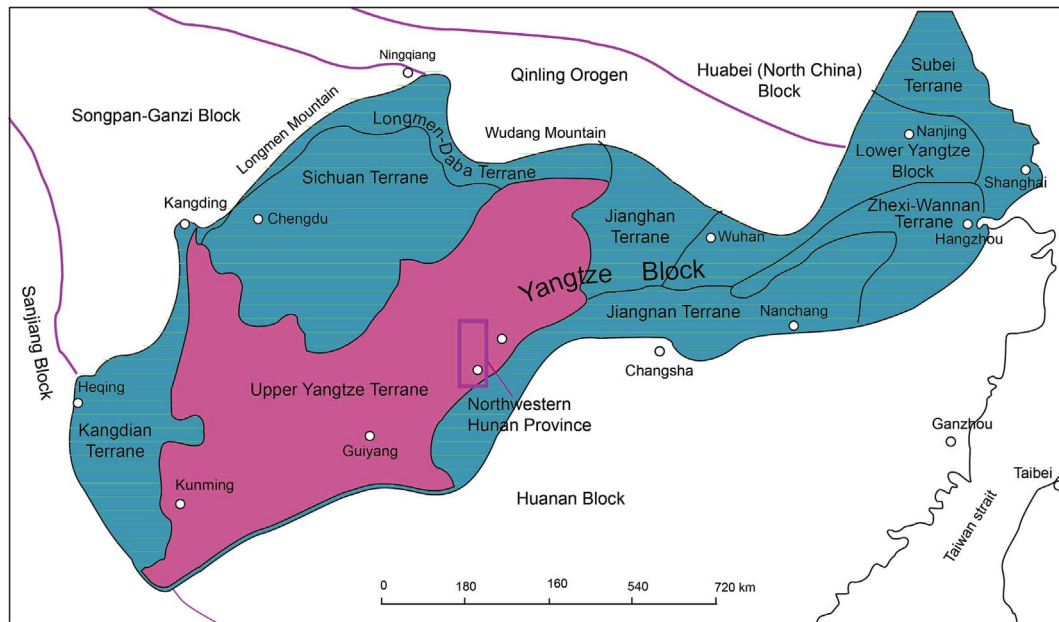 Ningqiang
Qinling Orogen
Huabei (North China)
Block
Subei
Terrane
Songpan-Ganzi Block
Longmen Mountain
Longmen-Daba Terrane
Wudang Mountain
Nanjing
Lower Yangtze
Block
Shanghai
Sichuan Terrane
Kangding
Chengdu
Zhexi-Wannan
Terrane
Hangzhou
Jianghan
Terrane
Wuhan
Yangtze Block
Sanjiang Block
Jiangnan Terrane
Nanchang
Changsha
Heqing
Upper Yangtze Terrane
Northwestern
Hunan Province
Kangdian
Terrane
Guiyang
Ganzhou
Kunming
Huanan Block
Taibei
Taiwan strait
0 180 160 540 720 km